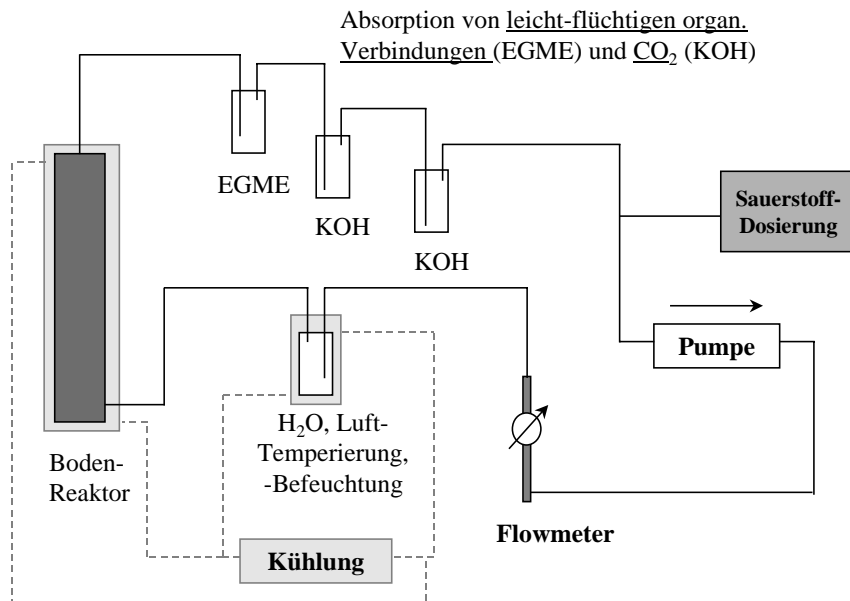 Absorption von leicht-flüchtigen organ.
Verbindungen (EGME) und CO₂ (KOH)
EGME
KOH
KOH
Sauerstoff-
Dosierung
Pumpe
H₂O, Luft-
Temperierung,
-Befeuchtung
Boden-
Reaktor
Flowmeter
Kühlung